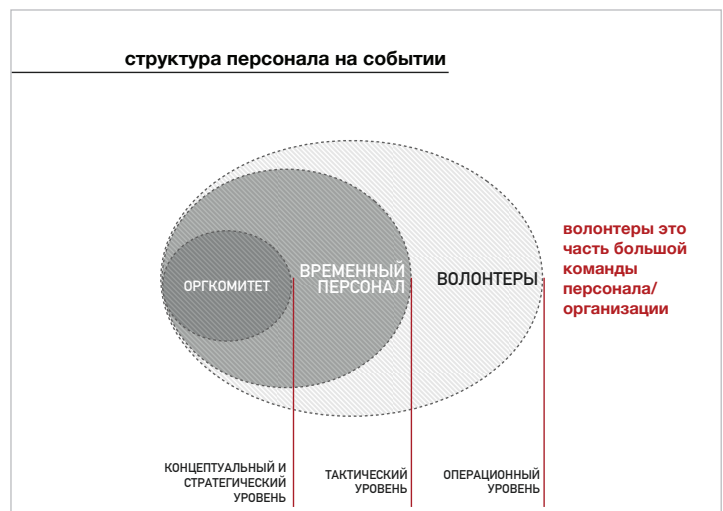 структура персонала на событии
волонтеры это
часть большой
команды
персонала/
организации
ОРГКОМИТЕТ
ВРЕМЕННЫЙ
ПЕРСОНАЛ
ВОЛОНТЕРЫ
КОНЦЕПТУАЛЬНЫЙ И
СТРАТЕГИЧЕСКИЙ
УРОВЕНЬ
ТАКТИЧЕСКИЙ
УРОВЕНЬ
ОПЕРАЦИОННЫЙ
УРОВЕНЬ